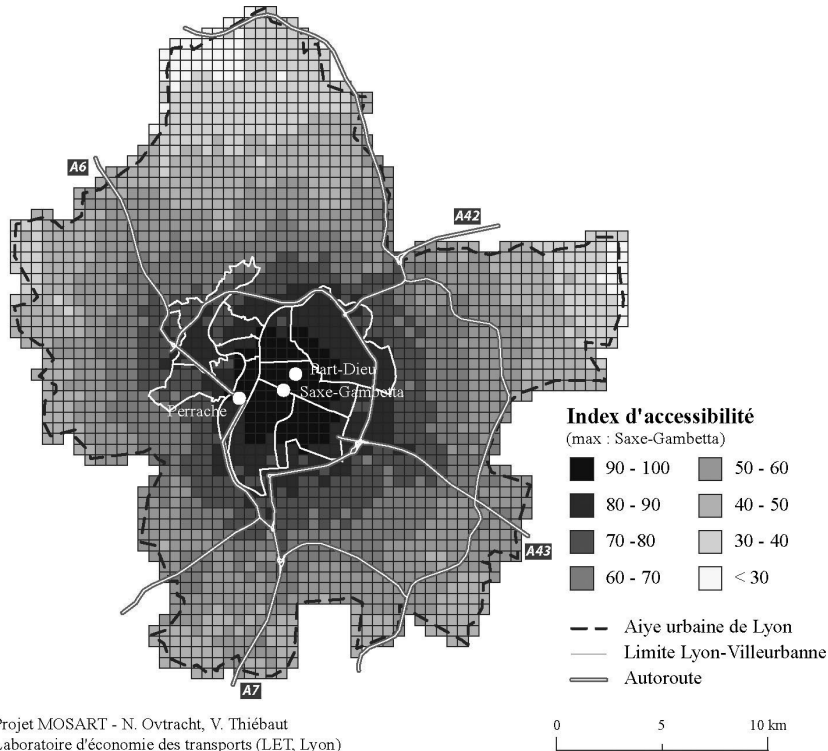 A6
A42
Part-Dieu
Saxe-Gambetta
Perrache
Index d'accessibilité
(max : Saxe-Gambetta)
90 - 100
50 - 60
80 - 90
40 - 50
70 -80
30 - 40
60 - 70
< 30
A43
Aiye urbaine de Lyon
Limite Lyon-Villeurbanne
Autoroute
A7
Projet MOSART - N. Ovtracht, V. Thiébaut
Laboratoire d'économie des transports (LET, Lyon)
0 5 10 km